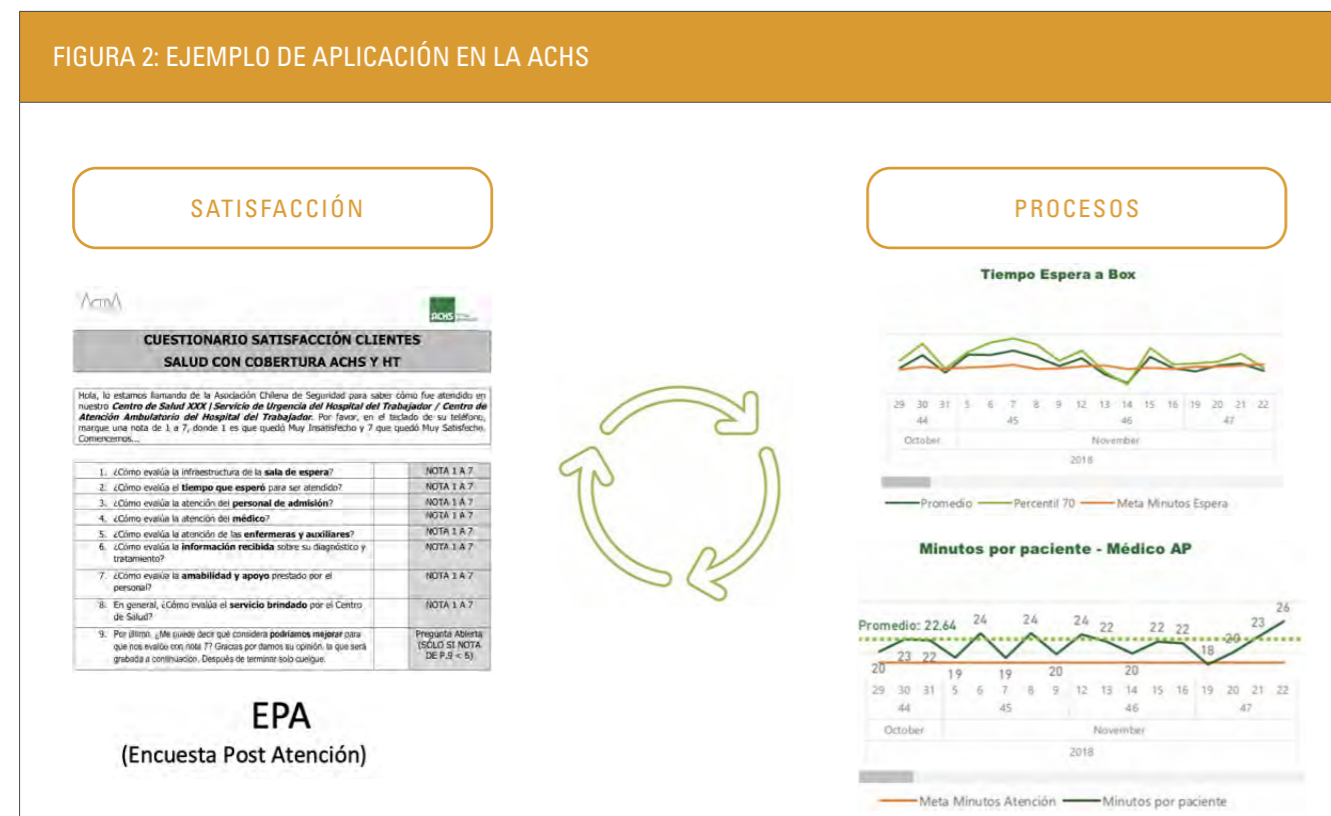 FIGURA 2: EJEMPLO DE APLICACIÓN EN LA ACHS
SATISFACCIÓN
ACHS
CUESTIONARIO SATISFACCIÓN CLIENTES
SALUD CON COBERTURA ACHS Y HT
Hola, lo estamos llamando de la Asociación Chilena de Seguridad para saber cómo fue atendido en
nuestro Centro de Salud XXX | Servicio de Urgencia del Hospital del Trabajador / Centro de
Atención Ambulatorio del Hospital del Trabajador. Por favor, en el teclado de su teléfono,
marque una nota de 1 a 7, donde 1 es que quedó Muy Insatisfecho y 7 que quedó Muy Satisfecho.
Comencemos...
1. ¿Cómo evalúa la infraestructura de la sala de espera? NOTA 1 A 7
2. ¿Cómo evalúa el tiempo que esperó para ser atendido? NOTA 1 A 7
3. ¿Cómo evalúa la atención del personal de admisión? NOTA 1 A 7
4. ¿Cómo evalúa la atención del médico? NOTA 1 A 7
5. ¿Cómo evalúa la atención de las enfermeras y auxiliares? NOTA 1 A 7
6. ¿Cómo evalúa la información recibida sobre su diagnóstico y NOTA 1 A 7
tratamiento?
7. ¿Cómo evalúa la amabilidad y apoyo prestado por el NOTA 1 A 7
personal?
8. En general, ¿Cómo evalúa el servicio brindado por el Centro NOTA 1 A 7
de Salud?
9. Por último, ¿Me puede decir qué considera podríamos mejorar para Pregunta Abierta
que nos evalúe con nota 7? Gracias por darnos su opinión, la que será (SÓLO SI NOTA
grabada a continuación. Después de terminar solo cuelgue. DE P.9 < 5)
EPA
(Encuesta Post Atención)
PROCESOS
Tiempo Espera a Box
29 30 31 5 6 7 8 9 12 13 14 15 16 19 20 21 22
44 45 46 47
October November
2018
Promedio Percentil 70 Meta Minutos Espera
Minutos por paciente - Médico AP
Promedio: 22,64
20 23 22 19 24 19 24 20 24 22 20 22 22 18 20 23 26
29 30 31 5 6 7 8 9 12 13 14 15 16 19 20 21 22
44 45 46 47
October November
2018
Meta Minutos Atención Minutos por paciente